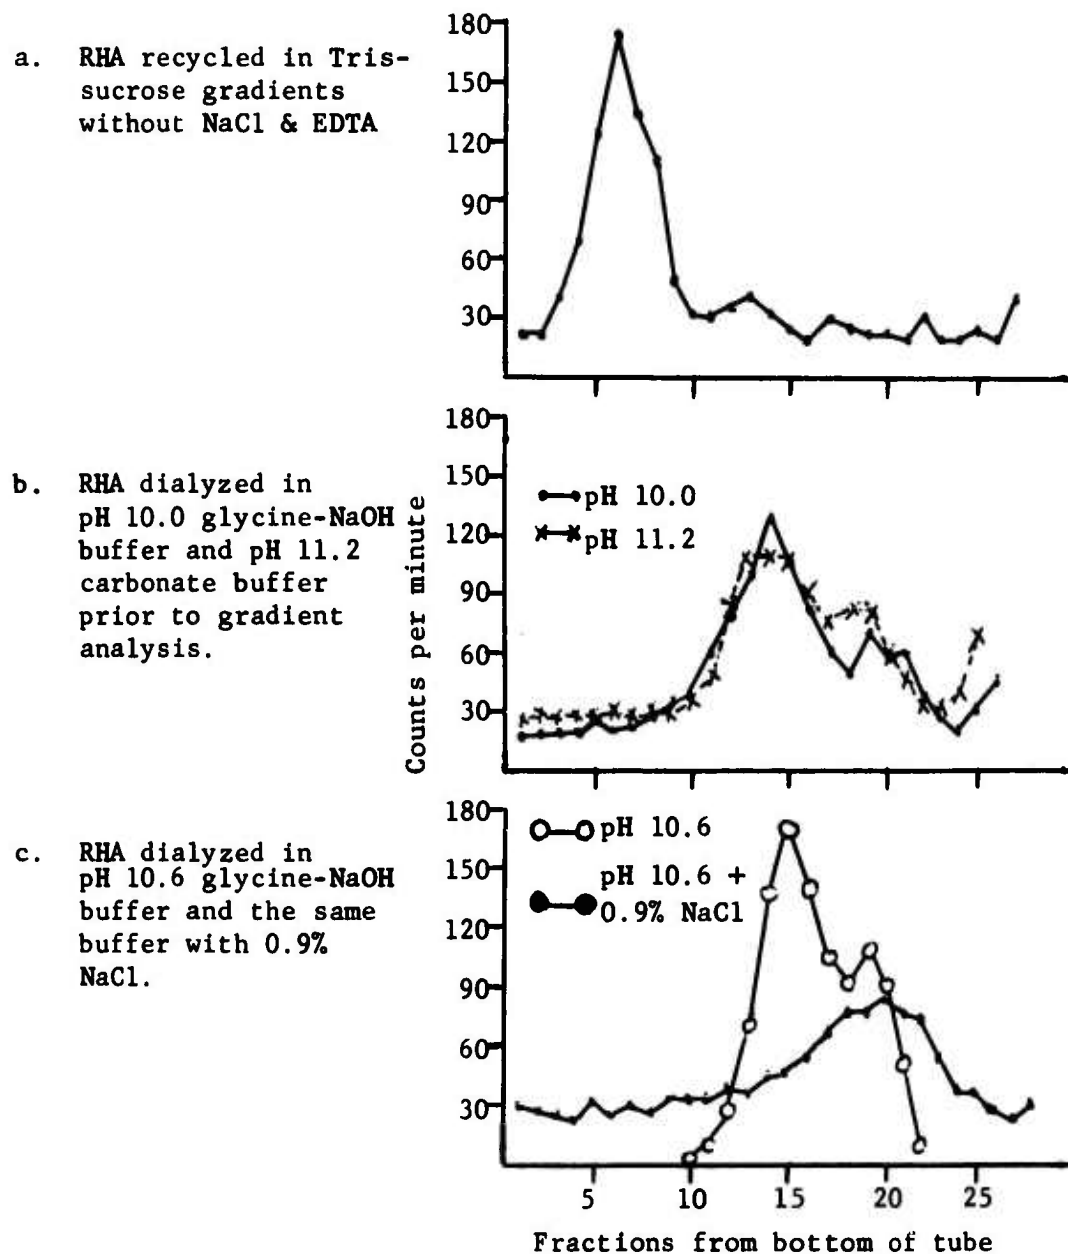 a. RHA recycled in Tris-
sucrose gradients
without NaCl & EDTA
180
150
120
90
60
30
b. RHA dialyzed in
pH 10.0 glycine-NaOH
buffer and pH 11.2
carbonate buffer
prior to gradient
analysis.
Counts per minute
180
150
120
90
60
30
pH 10.0
pH 11.2
c. RHA dialyzed in
pH 10.6 glycine-NaOH
buffer and the same
buffer with 0.9%
NaCl.
180
150
120
90
60
30
pH 10.6
pH 10.6 +
0.9% NaCl
5 10 15 20 25
Fractions from bottom of tube